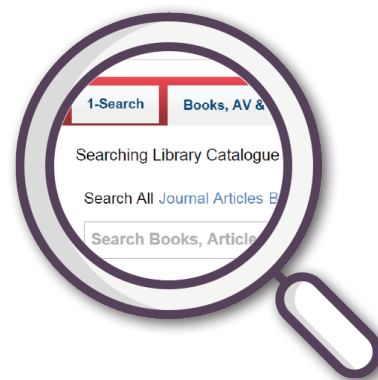 1-Search Books, AV &
Searching Library Catalogue
Search All Journal Articles B
Search Books, Article